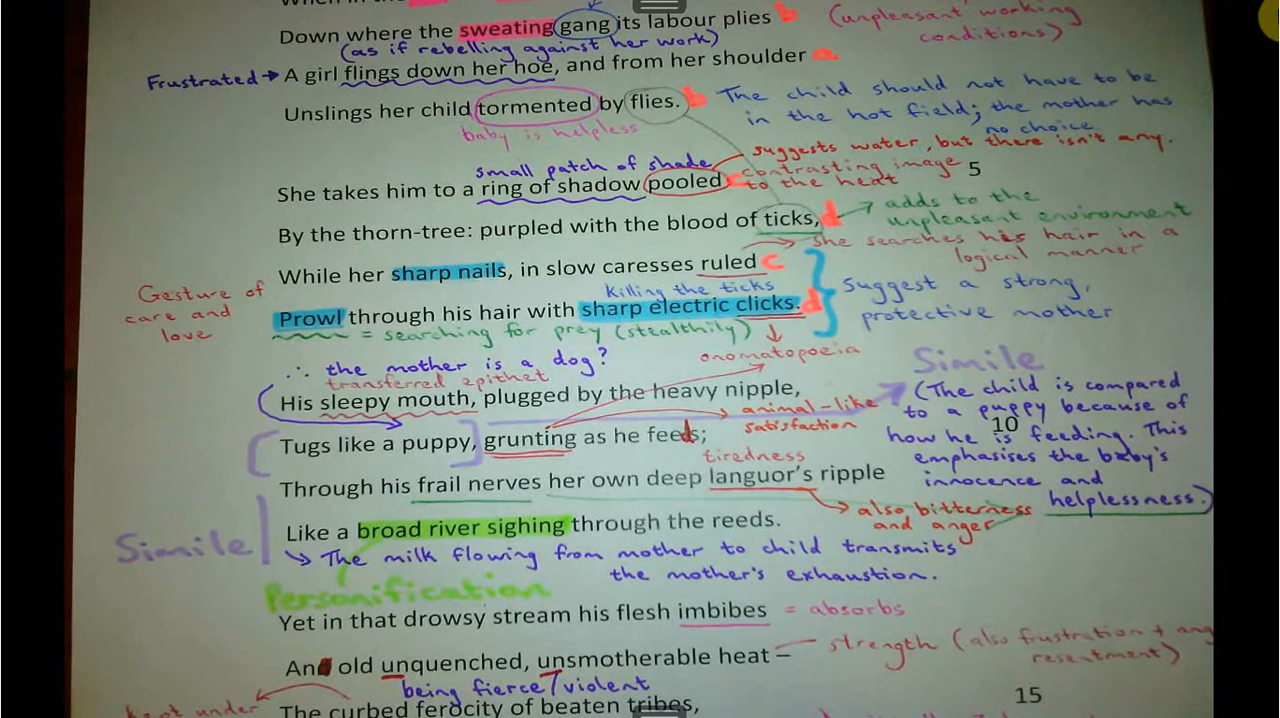 When in the
Down where the sweating gang its labour plies b (unpleasant working
conditions)
(as if rebelling against her work)
Frustrated → A girl flings down her hoe, and from her shoulder a
Unslings her child tormented by flies. b The child should not have to be
in the hot field; the mother has
no choice.
baby is helpless
suggests water, but there isn't any.
contrasting image
to the heat
small patch of shade
She takes him to a ring of shadow pooled c 5
By the thorn-tree: purpled with the blood of ticks, d → adds to the
unpleasant environment
→ she searches his hair in a
logical manner
While her sharp nails, in slow caresses ruled c
killing the ticks
Gesture of
care and
love
Prowl through his hair with sharp electric clicks. d
suggest a strong,
protective mother
= searching for prey (stealthily)
onomatopoeia
∴ the mother is a dog?
transferred epithet
His sleepy mouth, plugged by the heavy nipple,
Simile
(The child is compared
to a puppy because of
10
how he is feeding. This
emphasises the baby's
innocence and
helplessness.)
animal-like
satisfaction
Tugs like a puppy, grunting as he feeds;
tiredness
Through his frail nerves her own deep languor's ripple
also bitterness
and anger
Like a broad river sighing through the reeds.
Simile
↳ The milk flowing from mother to child transmits
the mother's exhaustion.
Personification
Yet in that drowsy stream his flesh imbibes = absorbs
An old unquenched, unsmotherable heat – strength (also frustration +
resentment)
being fierce/violent
15
kept under
The curbed ferocity of beaten tribes,